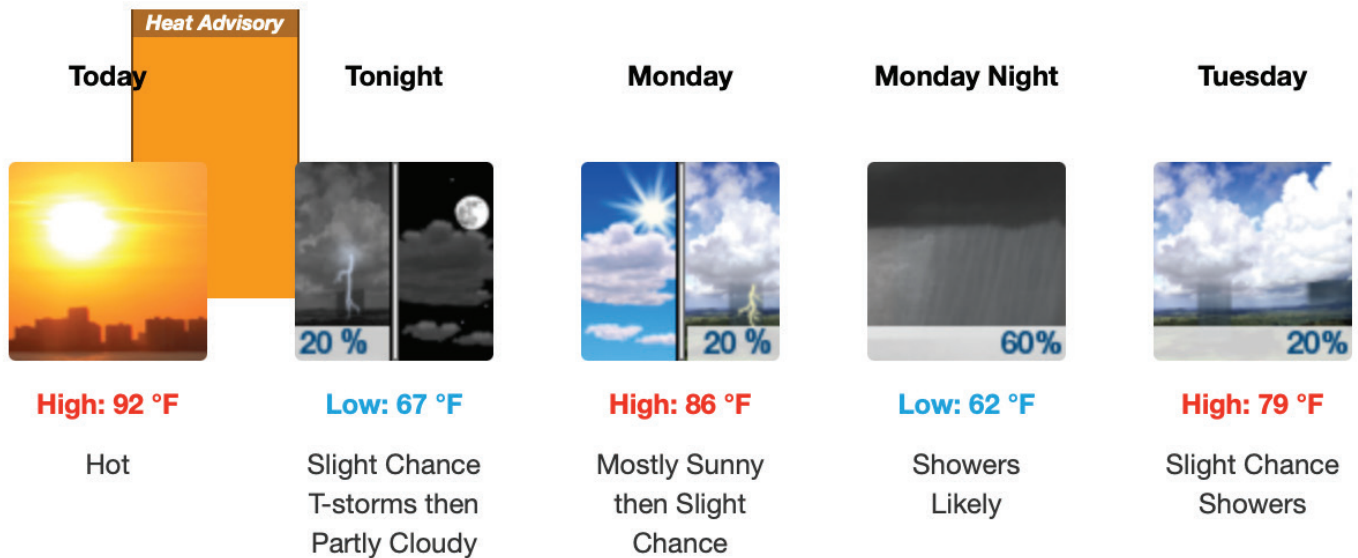 Heat Advisory
Today
Tonight
Monday
Monday Night
Tuesday
20 %
20 %
60%
20%
High: 92 °F
Low: 67 °F
High: 86 °F
Low: 62 °F
High: 79 °F
Hot
Slight Chance
T-storms then
Partly Cloudy
Mostly Sunny
then Slight
Chance
Showers
Likely
Slight Chance
Showers